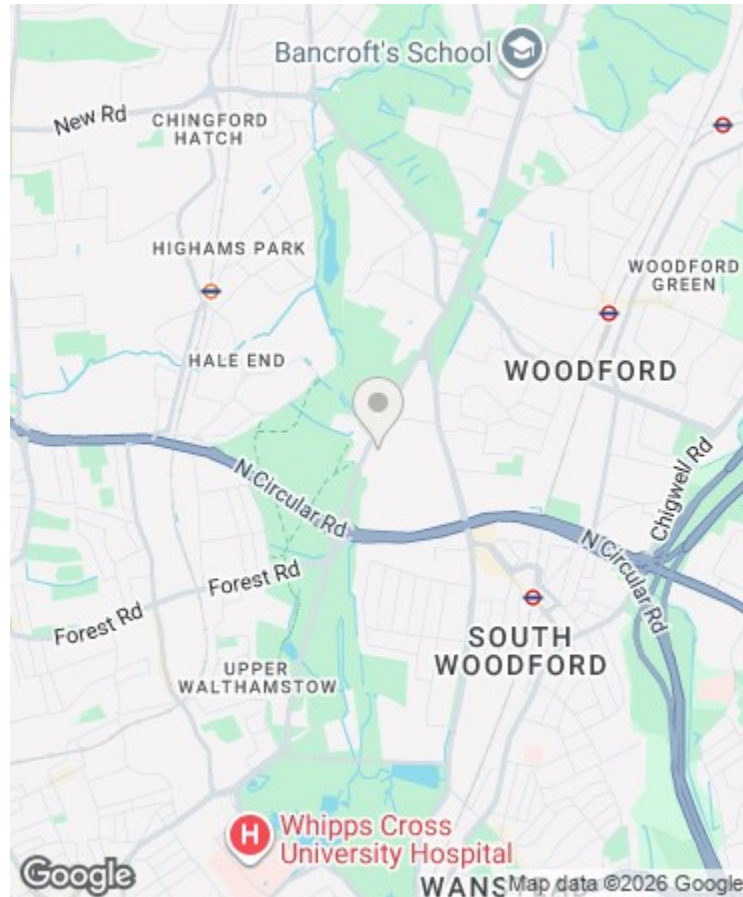 Bancroft's School
New Rd
CHINGFORD
HATCH
HIGHAMS PARK
WOODFORD
GREEN
HALE END
WOODFORD
N Circular Rd
Chigwell Rd
N Circular Rd
Forest Rd
Forest Rd
SOUTH
WOODFORD
UPPER
WALTHAMSTOW
H
Whipps Cross
University Hospital
Google
Map data ©2026 Google